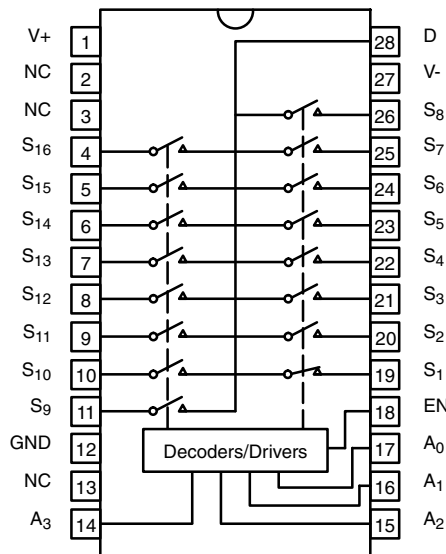 V+ 1 28 D
NC 2 27 V-
NC 3 26 S8
S16 4 25 S7
S15 5 24 S6
S14 6 23 S5
S13 7 22 S4
S12 8 21 S3
S11 9 20 S2
S10 10 19 S1
S9 11 18 EN
GND 12 Decoders/Drivers 17 A0
NC 13 16 A1
A3 14 15 A2